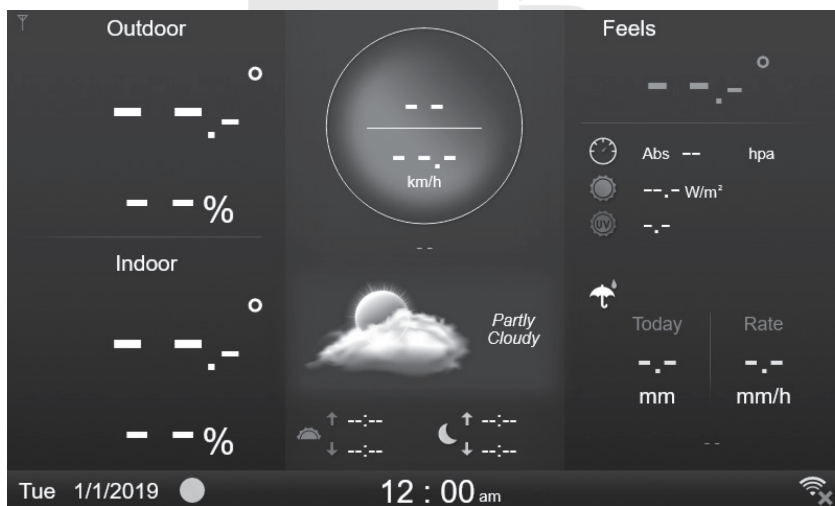 Outdoor
- - . - °
- - %
Indoor
- - . - °
- - %
- -
- - . -
km/h
- -
Partly
Cloudy
↑ --:-- ↑ --:--
↓ --:-- ↓ --:--
Feels
- - . - °
Abs -- hpa
--.- W/m²
UV -.-
Today Rate
-.- -.-
mm mm/h
- -
Tue 1/1/2019 12 : 00 am